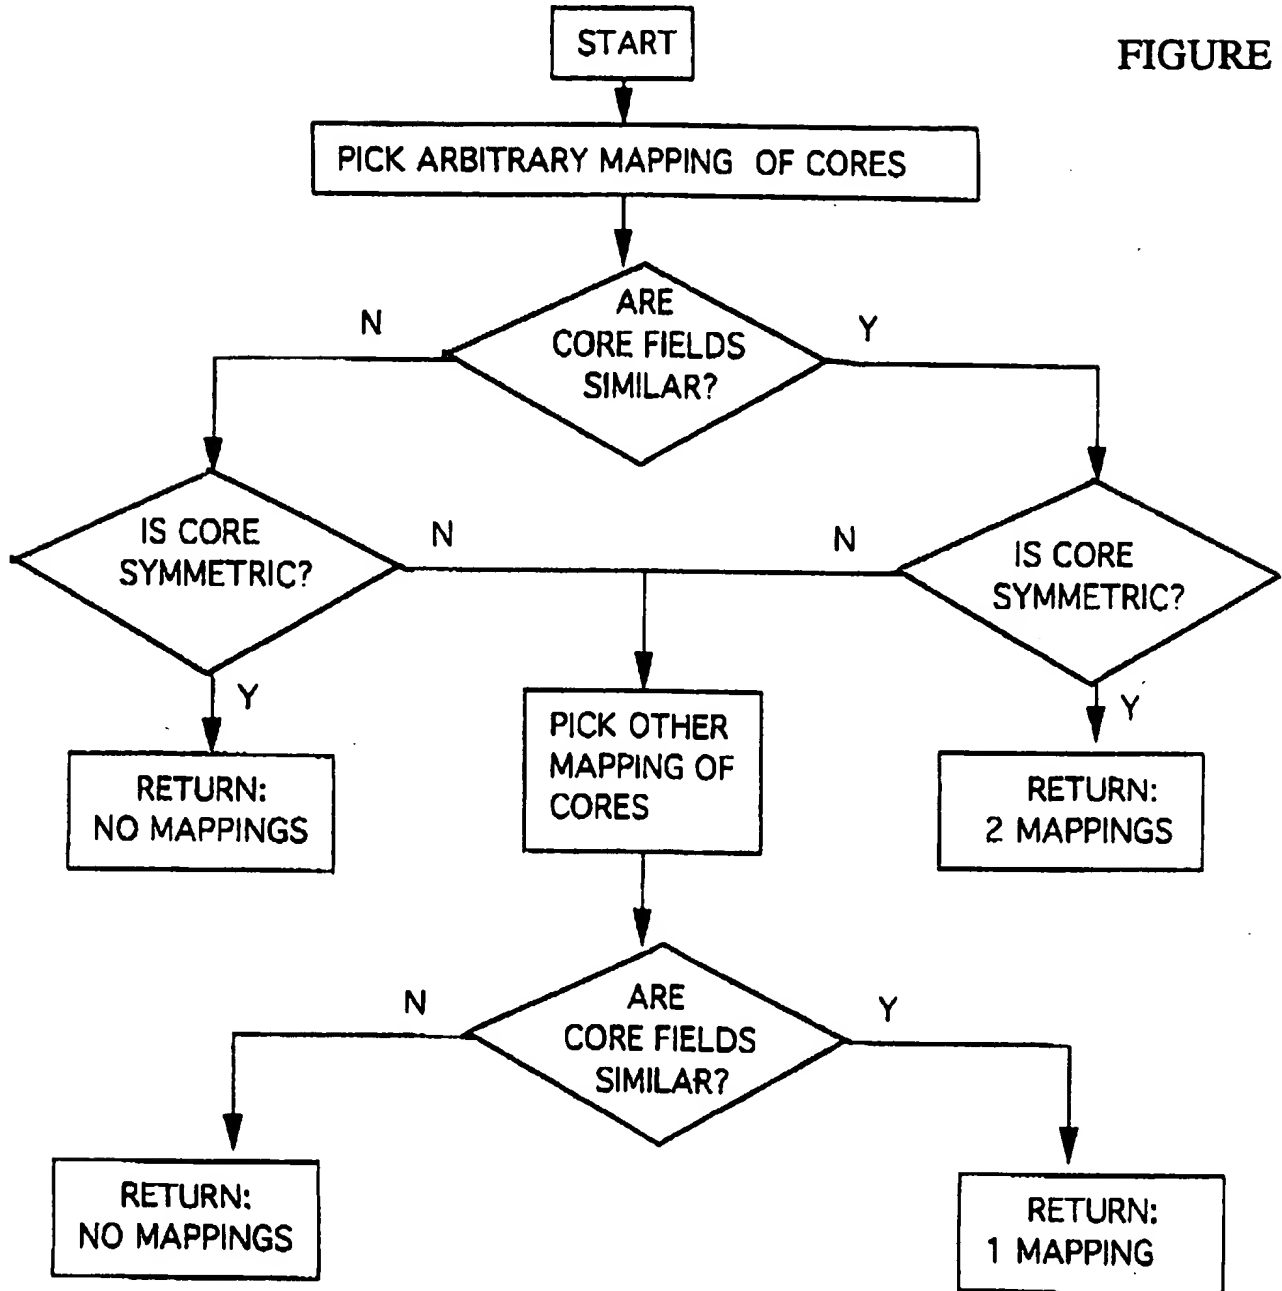 START
FIGURE
PICK ARBITRARY MAPPING OF CORES
ARE
CORE FIELDS
SIMILAR?
N
Y
IS CORE
SYMMETRIC?
N
N
IS CORE
SYMMETRIC?
Y
Y
PICK OTHER
MAPPING OF
CORES
RETURN:
NO MAPPINGS
RETURN:
2 MAPPINGS
ARE
CORE FIELDS
SIMILAR?
N
Y
RETURN:
NO MAPPINGS
RETURN:
1 MAPPING